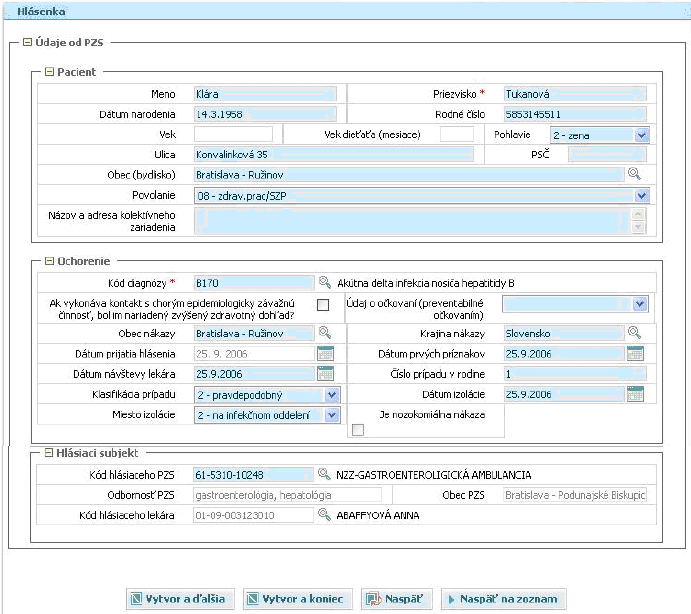 Hlásenka
Údaje od PZS
Pacient
Meno Klára Priezvisko * Tukanová
Dátum narodenia 14.3.1958 Rodné číslo 5853145511
Vek Vek dieťaťa (mesiace) Pohlavie 2 - zena
Ulica Konvalinková 35 PSČ
Obec (bydlisko) Bratislava - Ružinov
Povolanie 08 - zdrav.prac/SZP
Názov a adresa kolektívneho
zariadenia
Ochorenie
Kód diagnózy * B170 Akútna delta infekcia nosiča hepatitídy B
Ak vykonáva kontakt s chorým epidemiologicky závažnú
činnosť, bol im nariadený zvýšený zdravotný dohľad?
Údaj o očkovaní (preventabilné
očkovaním)
Obec nákazy Bratislava - Ružinov Krajina nákazy Slovensko
Dátum prijatia hlásenia 25. 9. 2006 Dátum prvých príznakov 25.9.2006
Dátum návštevy lekára 25.9.2006 Číslo prípadu v rodine 1
Klasifikácia prípadu 2 - pravdepodobný Dátum izolácie 25.9.2006
Miesto izolácie 2 - na infekčnom oddelení Je nozokomiálna nákaza
Hlásiaci subjekt
Kód hlásiaceho PZS 61-5310-10248 NZZ-GASTROENTEROLIGICKÁ AMBULANCIA
Odbornosť PZS gastroenterológia, hepatológia Obec PZS Bratislava - Podunajské Biskupic
Kód hlásiaceho lekára 01-09-003123010 ABAFFYOVÁ ANNA
Vytvor a ďalšia Vytvor a koniec Naspäť Naspäť na zoznam